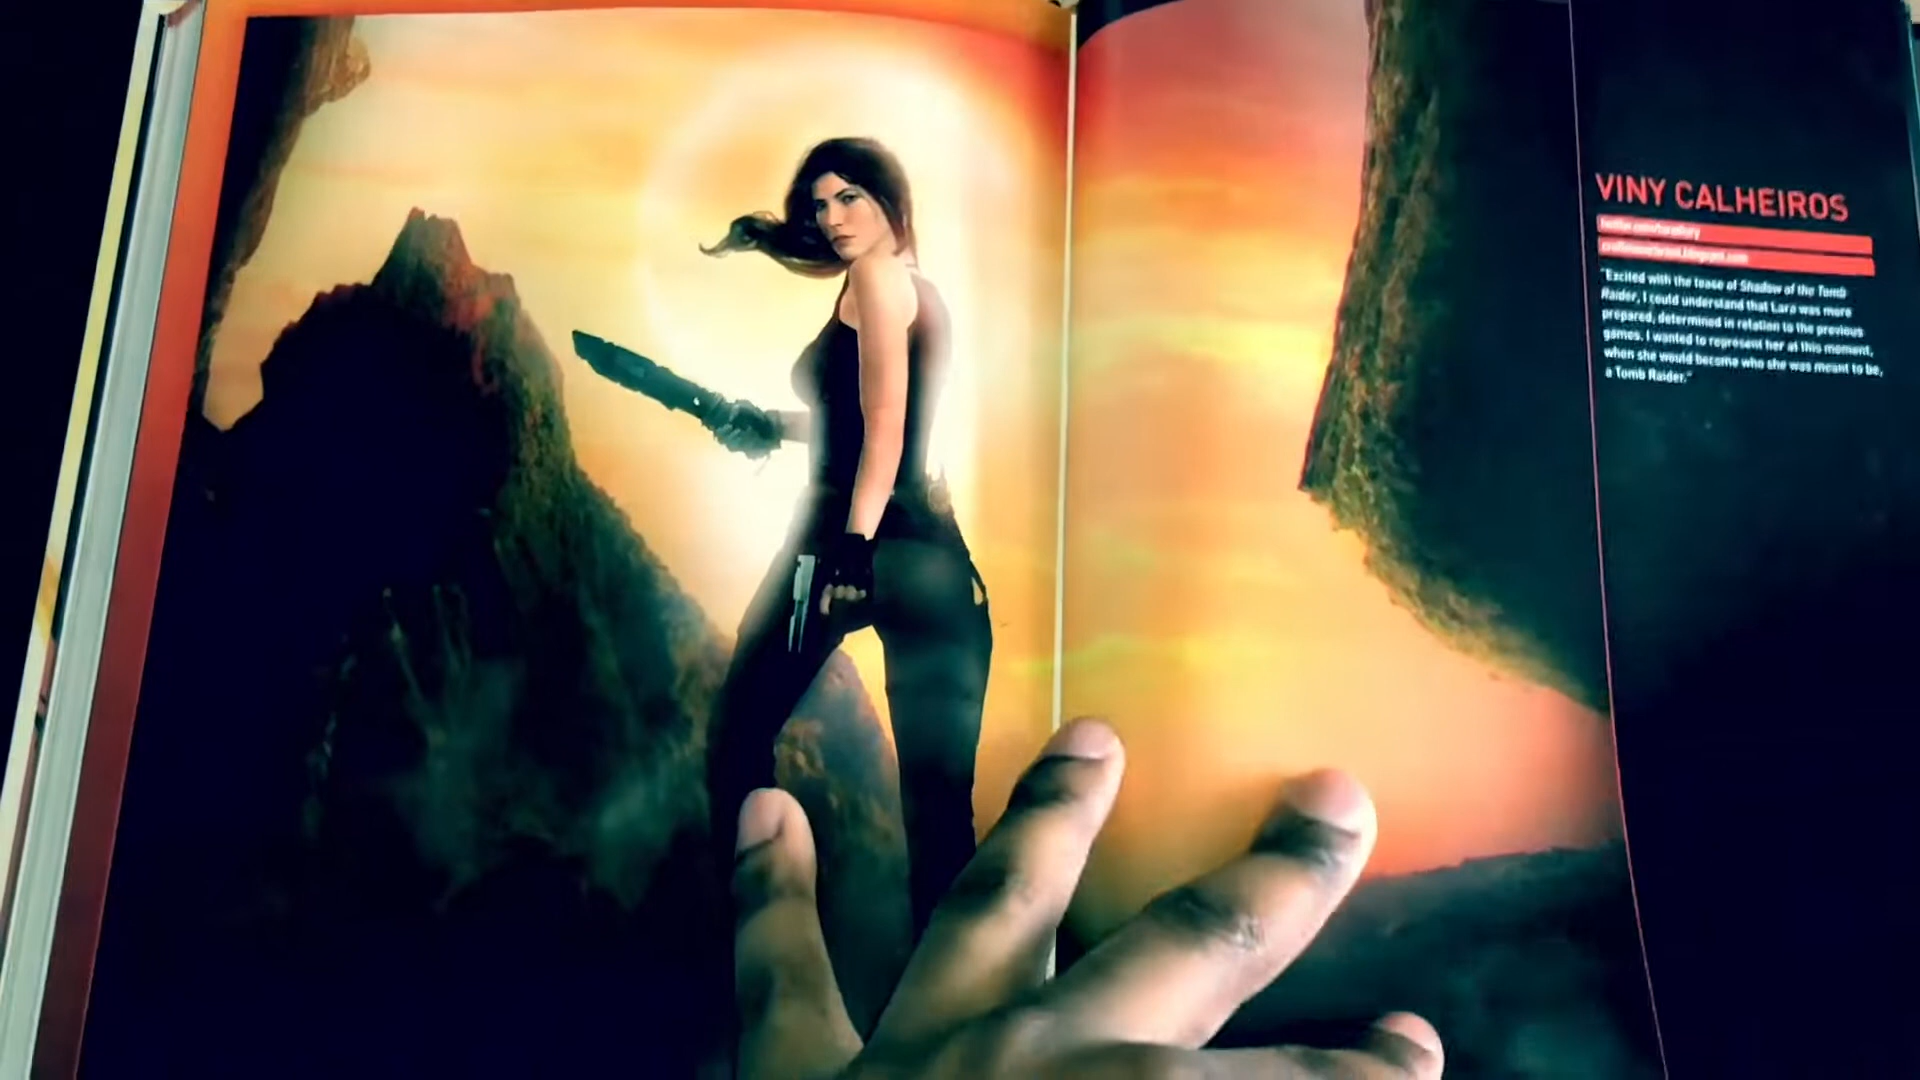 VINY CALHEIROS
"Excited with the tease of Shadow of the Tomb
Raider, I could understand that Lara was more
prepared, determined in relation to the previous
games. I wanted to represent her at this moment,
when she would become who she was meant to be,
a Tomb Raider."